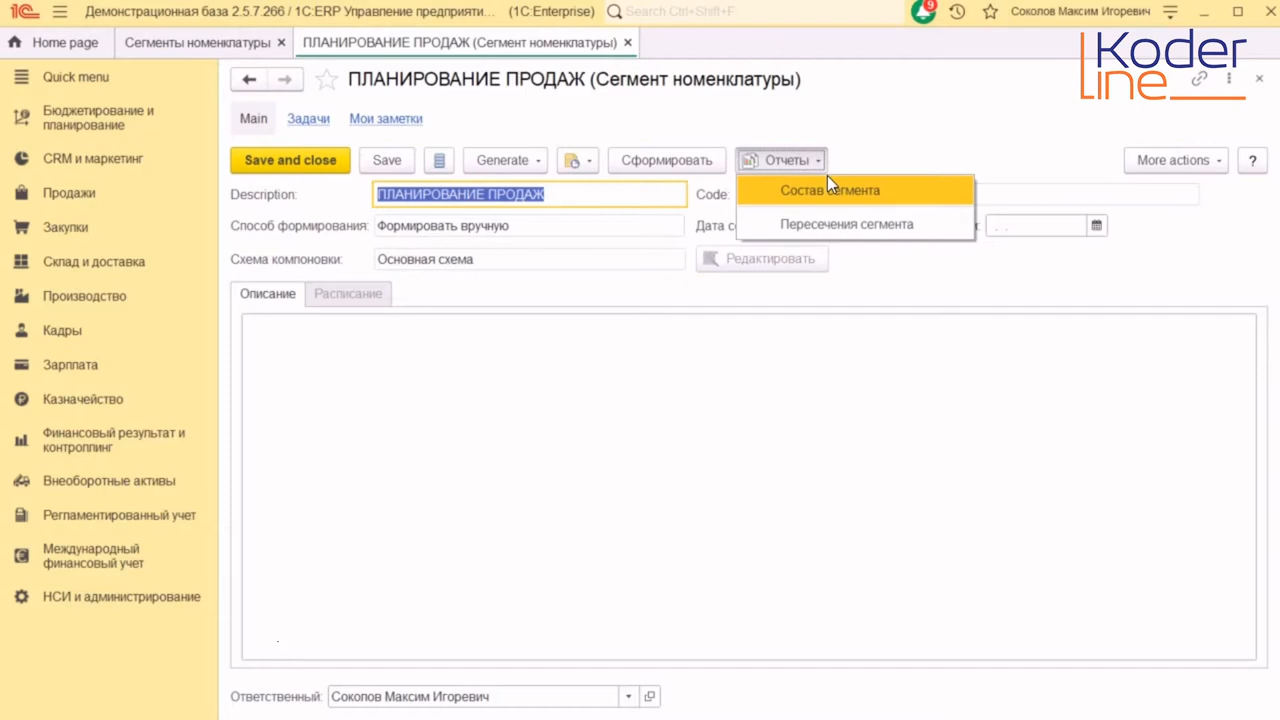 Демонстрационная база 2.5.7.266 / 1С:ERP Управление предприяти... (1C:Enterprise)
Search Ctrl+Shift+F
9
Соколов Максим Игоревич
Home page
Сегменты номенклатуры
ПЛАНИРОВАНИЕ ПРОДАЖ (Сегмент номенклатуры)
Koder
line
Quick menu
Бюджетирование и
планирование
CRM и маркетинг
Продажи
Закупки
Склад и доставка
Производство
Кадры
Зарплата
Казначейство
Финансовый результат и
контроллинг
Внеоборотные активы
Регламентированный учет
Международный
финансовый учет
НСИ и администрирование
ПЛАНИРОВАНИЕ ПРОДАЖ (Сегмент номенклатуры)
Main
Задачи
Мои заметки
Save and close
Save
Generate
Сформировать
Отчеты
More actions
?
Description:
ПЛАНИРОВАНИЕ ПРОДАЖ
Code:
Состав сегмента
Пересечения сегмента
Способ формирования:
Формировать вручную
Дата с
Схема компоновки:
Основная схема
Редактировать
Описание
Расписание
Ответственный:
Соколов Максим Игоревич